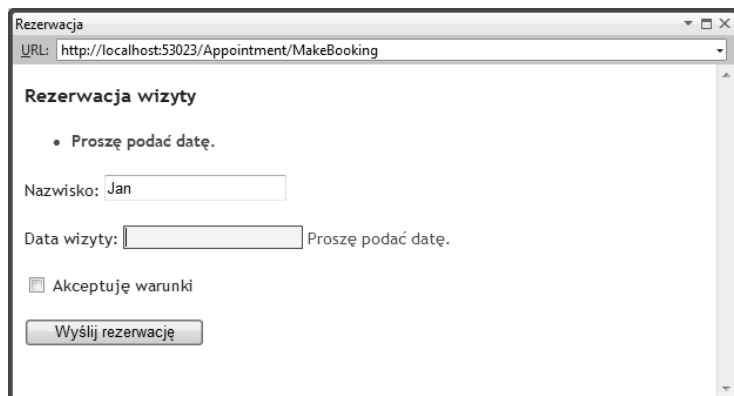 Rezerwacja
URL: http://localhost:53023/Appointment/MakeBooking
Rezerwacja wizyty
• Proszę podać datę.
Nazwisko: Jan
Data wizyty: Proszę podać datę.
Akceptuję warunki
Wyślij rezerwację